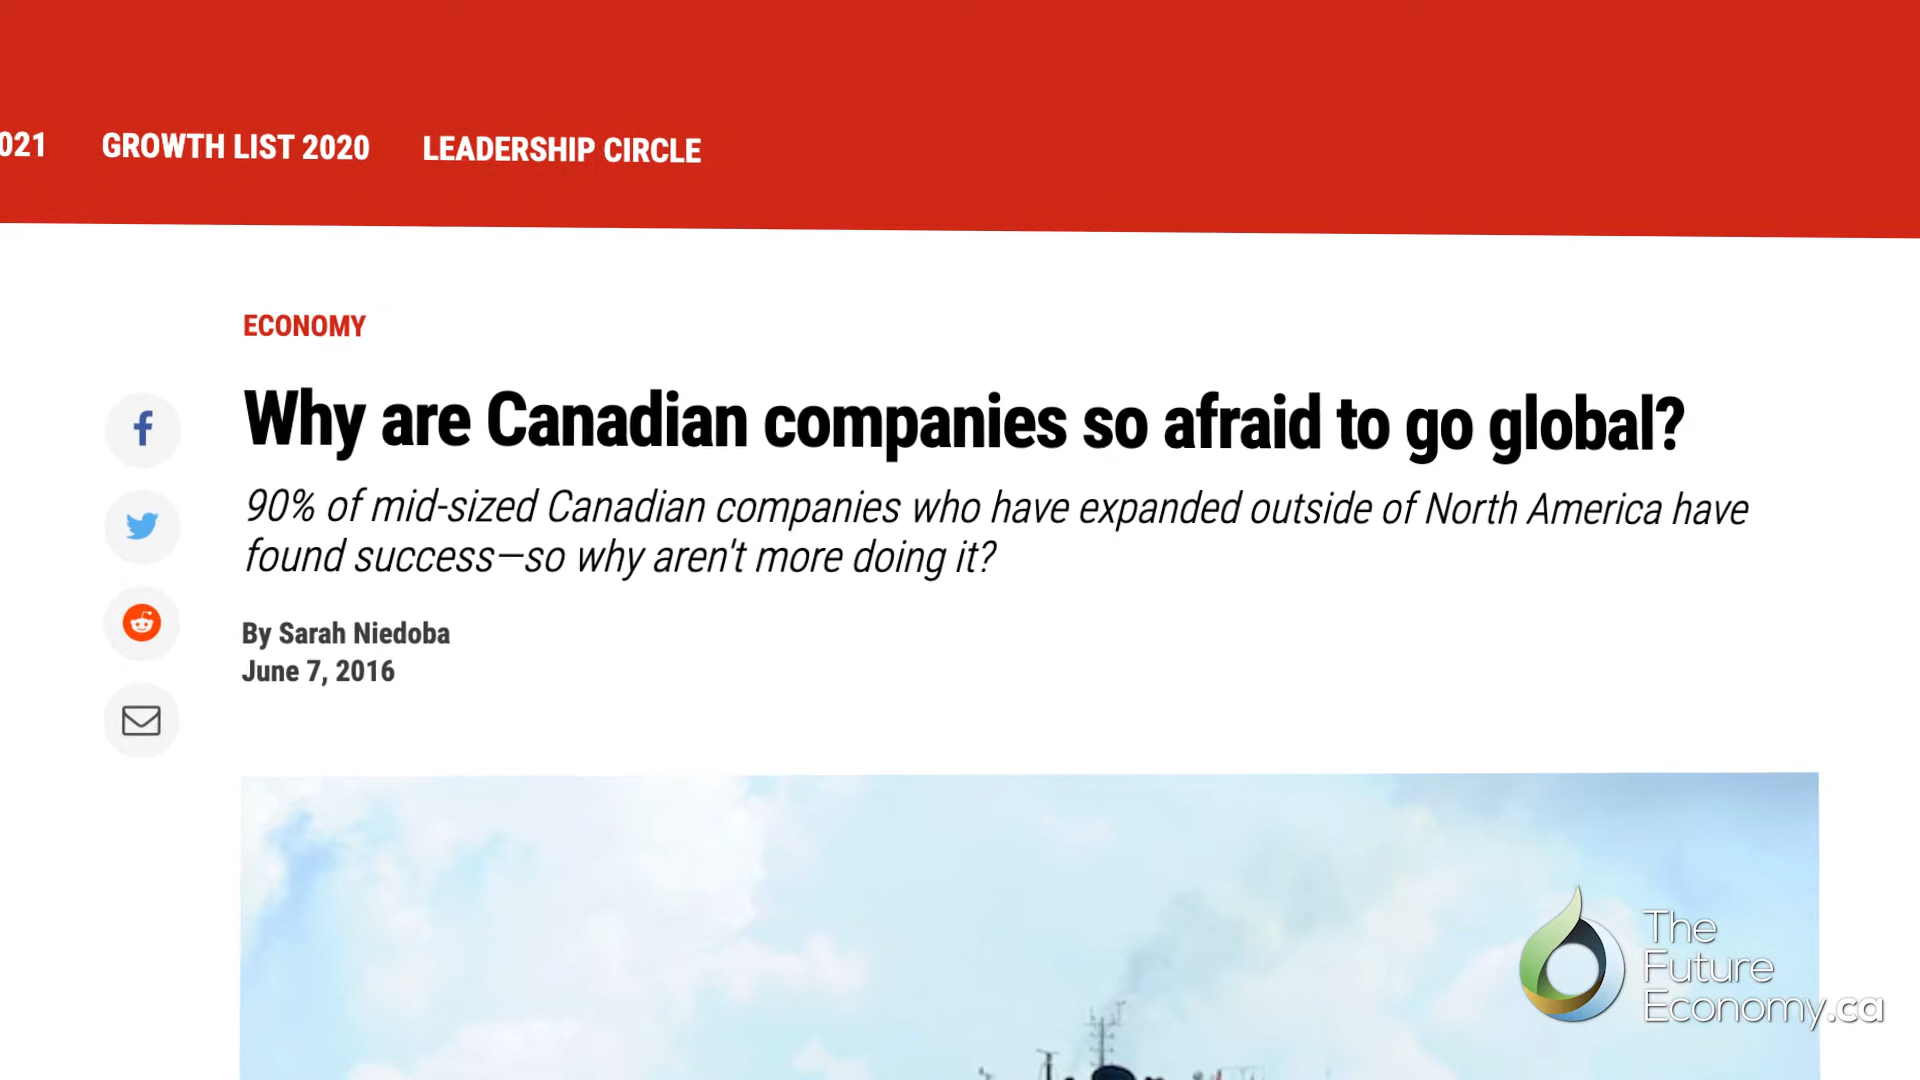 021 GROWTH LIST 2020 LEADERSHIP CIRCLE
ECONOMY
Why are Canadian companies so afraid to go global?
90% of mid-sized Canadian companies who have expanded outside of North America have
found success—so why aren't more doing it?
By Sarah Niedoba
June 7, 2016
The
Future
Economy.ca